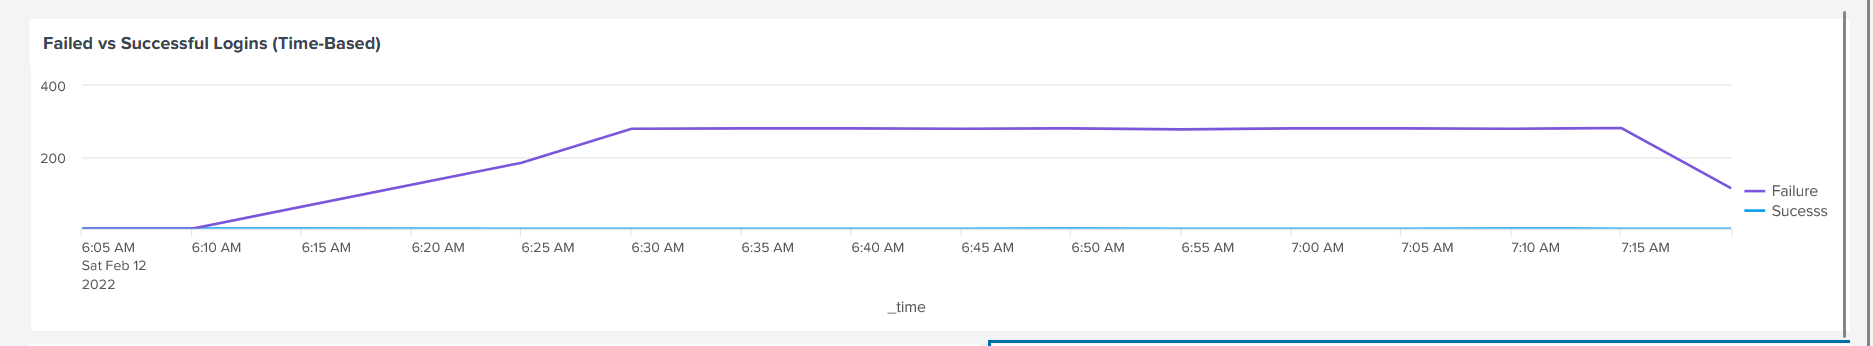 Failed vs Successful Logins (Time-Based)
400
200
Failure
Sucesss
6:05 AM 6:10 AM 6:15 AM 6:20 AM 6:25 AM 6:30 AM 6:35 AM 6:40 AM 6:45 AM 6:50 AM 6:55 AM 7:00 AM 7:05 AM 7:10 AM 7:15 AM
Sat Feb 12
2022
_time